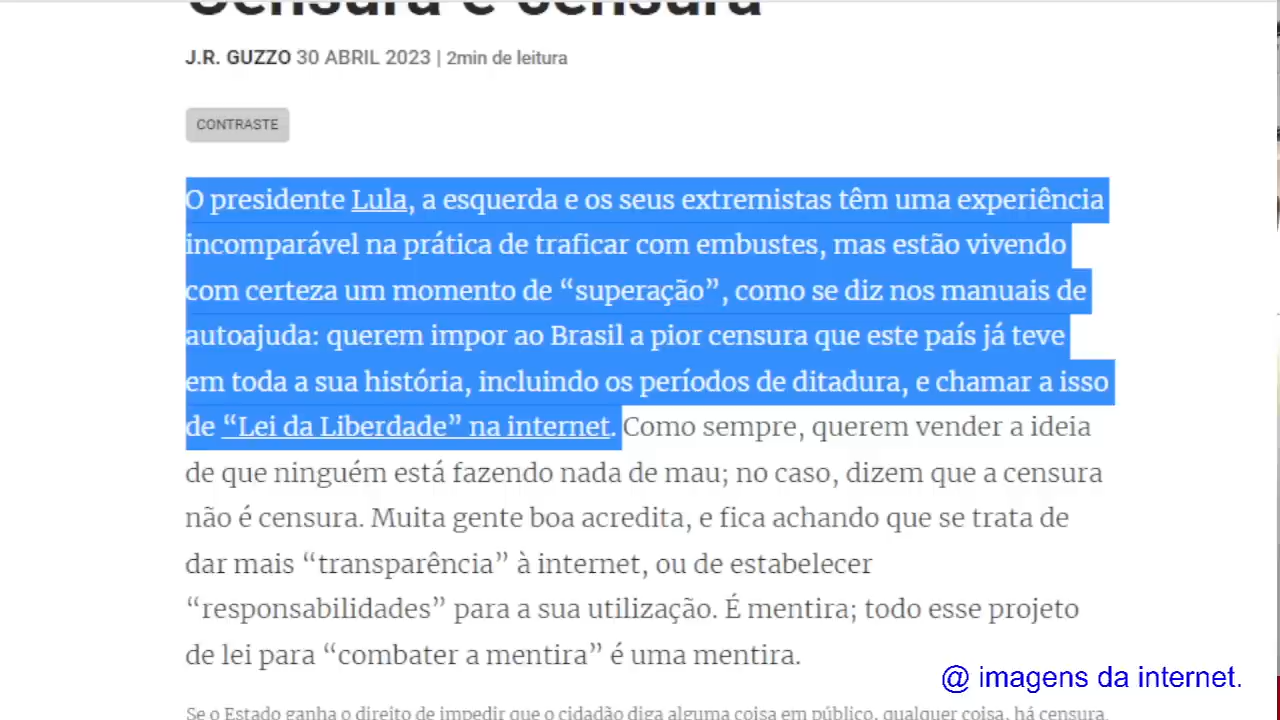 Censura é censura
J.R. GUZZO 30 ABRIL 2023 | 2min de leitura
CONTRASTE
O presidente Lula, a esquerda e os seus extremistas têm uma experiência
incomparável na prática de traficar com embustes, mas estão vivendo
com certeza um momento de “superação”, como se diz nos manuais de
autoajuda: querem impor ao Brasil a pior censura que este país já teve
em toda a sua história, incluindo os períodos de ditadura, e chamar a isso
de “Lei da Liberdade” na internet. Como sempre, querem vender a ideia
de que ninguém está fazendo nada de mau; no caso, dizem que a censura
não é censura. Muita gente boa acredita, e fica achando que se trata de
dar mais “transparência” à internet, ou de estabelecer
“responsabilidades” para a sua utilização. É mentira; todo esse projeto
de lei para “combater a mentira” é uma mentira.
@ imagens da internet.
Se o Estado ganha o direito de impedir que o cidadão diga alguma coisa em público, qualquer coisa, há censura.